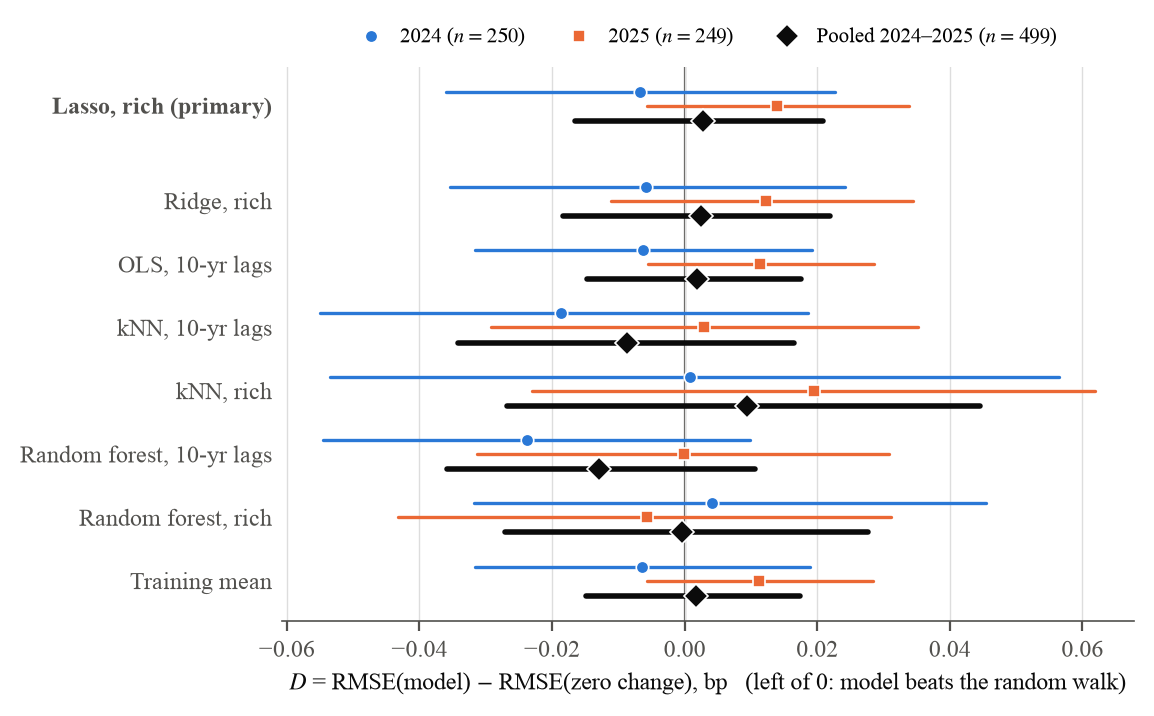 2024 (n = 250) 2025 (n = 249) Pooled 2024–2025 (n = 499)
Lasso, rich (primary)
Ridge, rich
OLS, 10-yr lags
kNN, 10-yr lags
kNN, rich
Random forest, 10-yr lags
Random forest, rich
Training mean
−0.06 −0.04 −0.02 0.00 0.02 0.04 0.06
D = RMSE(model) − RMSE(zero change), bp (left of 0: model beats the random walk)